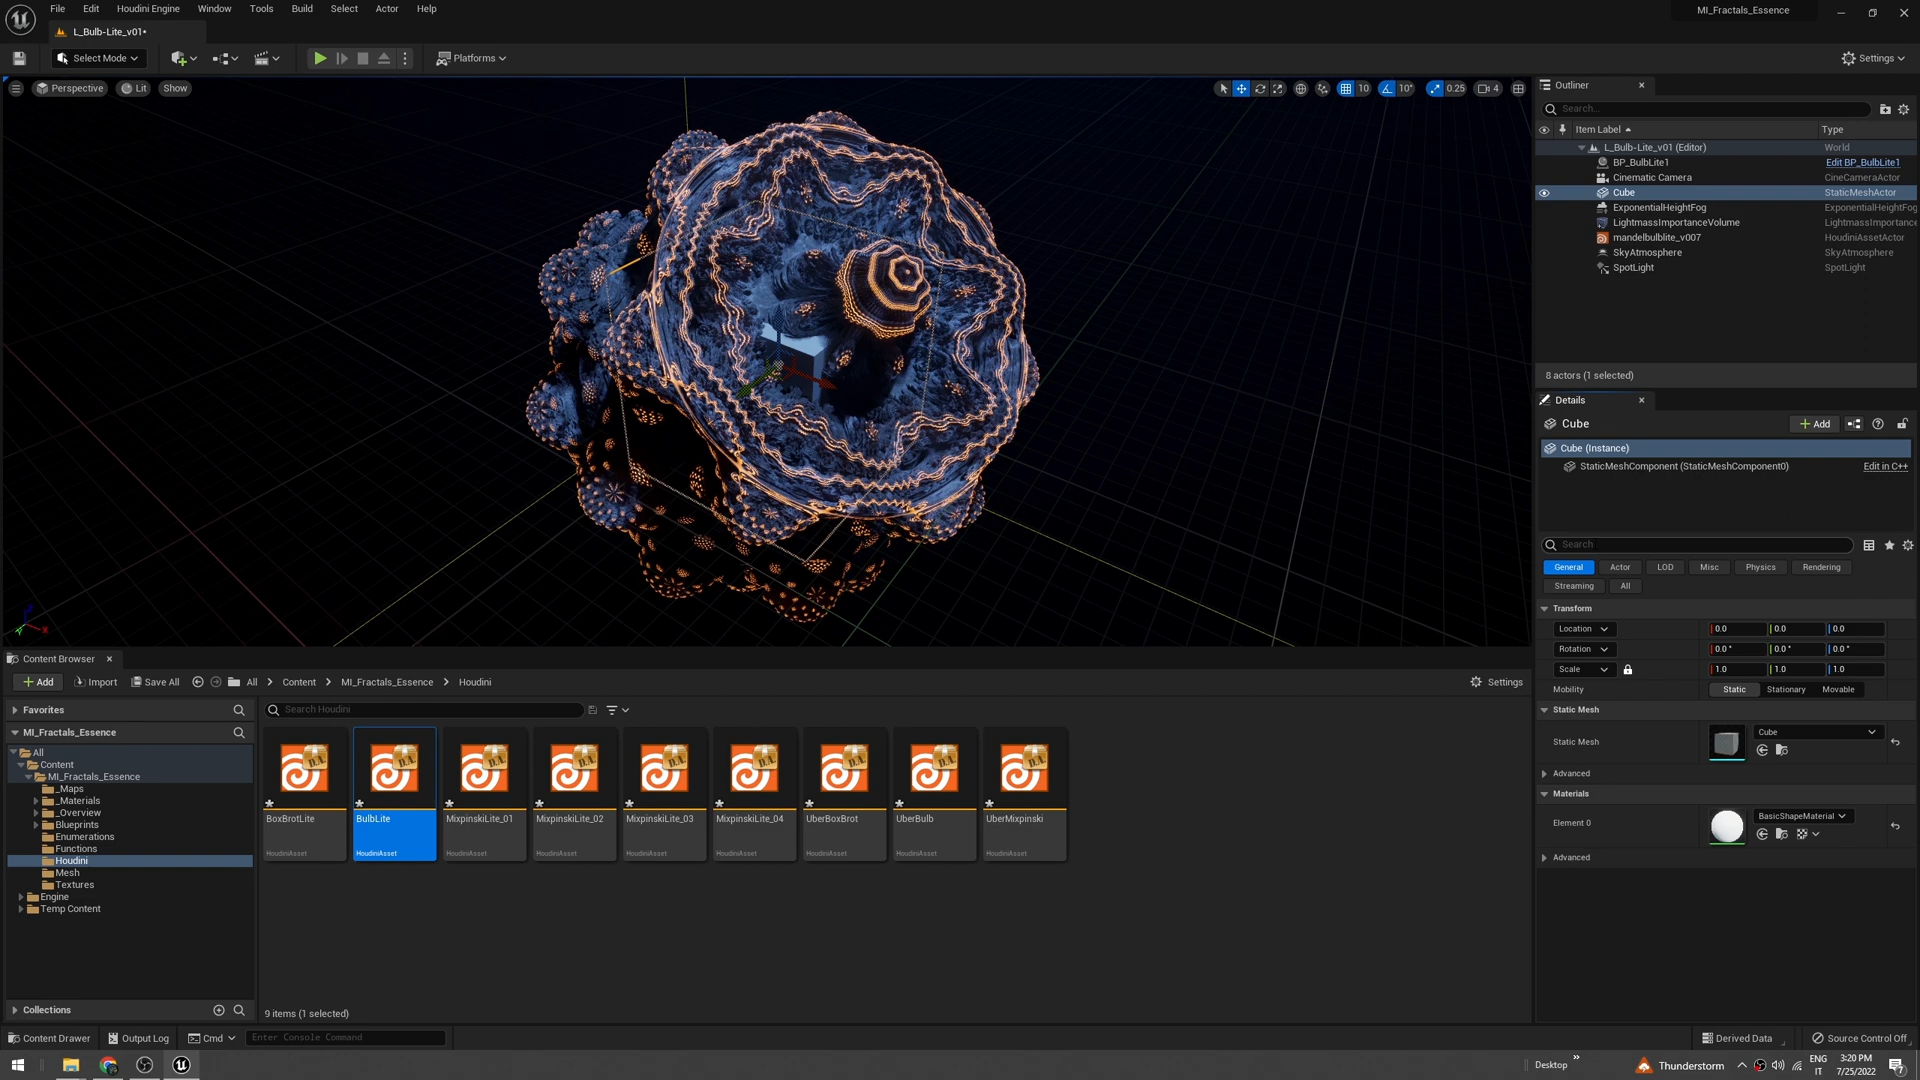 File Edit Houdini Engine Window Tools Build Select Actor Help
MI_Fractals_Essence
L_Bulb-Lite_v01•
Select Mode
Platforms
Settings
Perspective Lit Show
10 10° 0.25 4
Outliner
Search...
Item Label Type
L_Bulb-Lite_v01 (Editor) World
BP_BulbLite1 Edit BP_BulbLite1
Cinematic Camera CineCameraActor
Cube StaticMeshActor
ExponentialHeightFog ExponentialHeightFog
LightmassImportanceVolume LightmassImportance
mandelbulblite_v007 HoudiniAssetActor
SkyAtmosphere SkyAtmosphere
SpotLight SpotLight
8 actors (1 selected)
Details
Cube
Add
Cube (Instance)
StaticMeshComponent (StaticMeshComponent0) Edit in C++
Search
General Actor LOD Misc Physics Rendering
Streaming All
Transform
Location 0.0 0.0 0.0
Rotation 0.0 ° 0.0 ° 0.0 °
Scale 1.0 1.0 1.0
Mobility Static Stationary Movable
Static Mesh
Static Mesh Cube
Advanced
Materials
Element 0 BasicShapeMaterial
Advanced
Content Browser
Add Import Save All All Content MI_Fractals_Essence Houdini Settings
Favorites
MI_Fractals_Essence
All
Content
MI_Fractals_Essence
_Maps
_Materials
_Overview
Blueprints
Enumerations
Functions
Houdini
Mesh
Textures
Engine
Temp Content
Collections
Search Houdini
D.A. D.A. D.A. D.A. D.A. D.A. D.A. D.A. D.A.
BoxBrotLite BulbLite MixpinskiLite_01 MixpinskiLite_02 MixpinskiLite_03 MixpinskiLite_04 UberBoxBrot UberBulb UberMixpinski
HoudiniAsset HoudiniAsset HoudiniAsset HoudiniAsset HoudiniAsset HoudiniAsset HoudiniAsset HoudiniAsset HoudiniAsset
9 items (1 selected)
Content Drawer Output Log Cmd Enter Console Command
Derived Data Source Control Off
Desktop Thunderstorm
ENG
IT
3:20 PM
7/25/2022